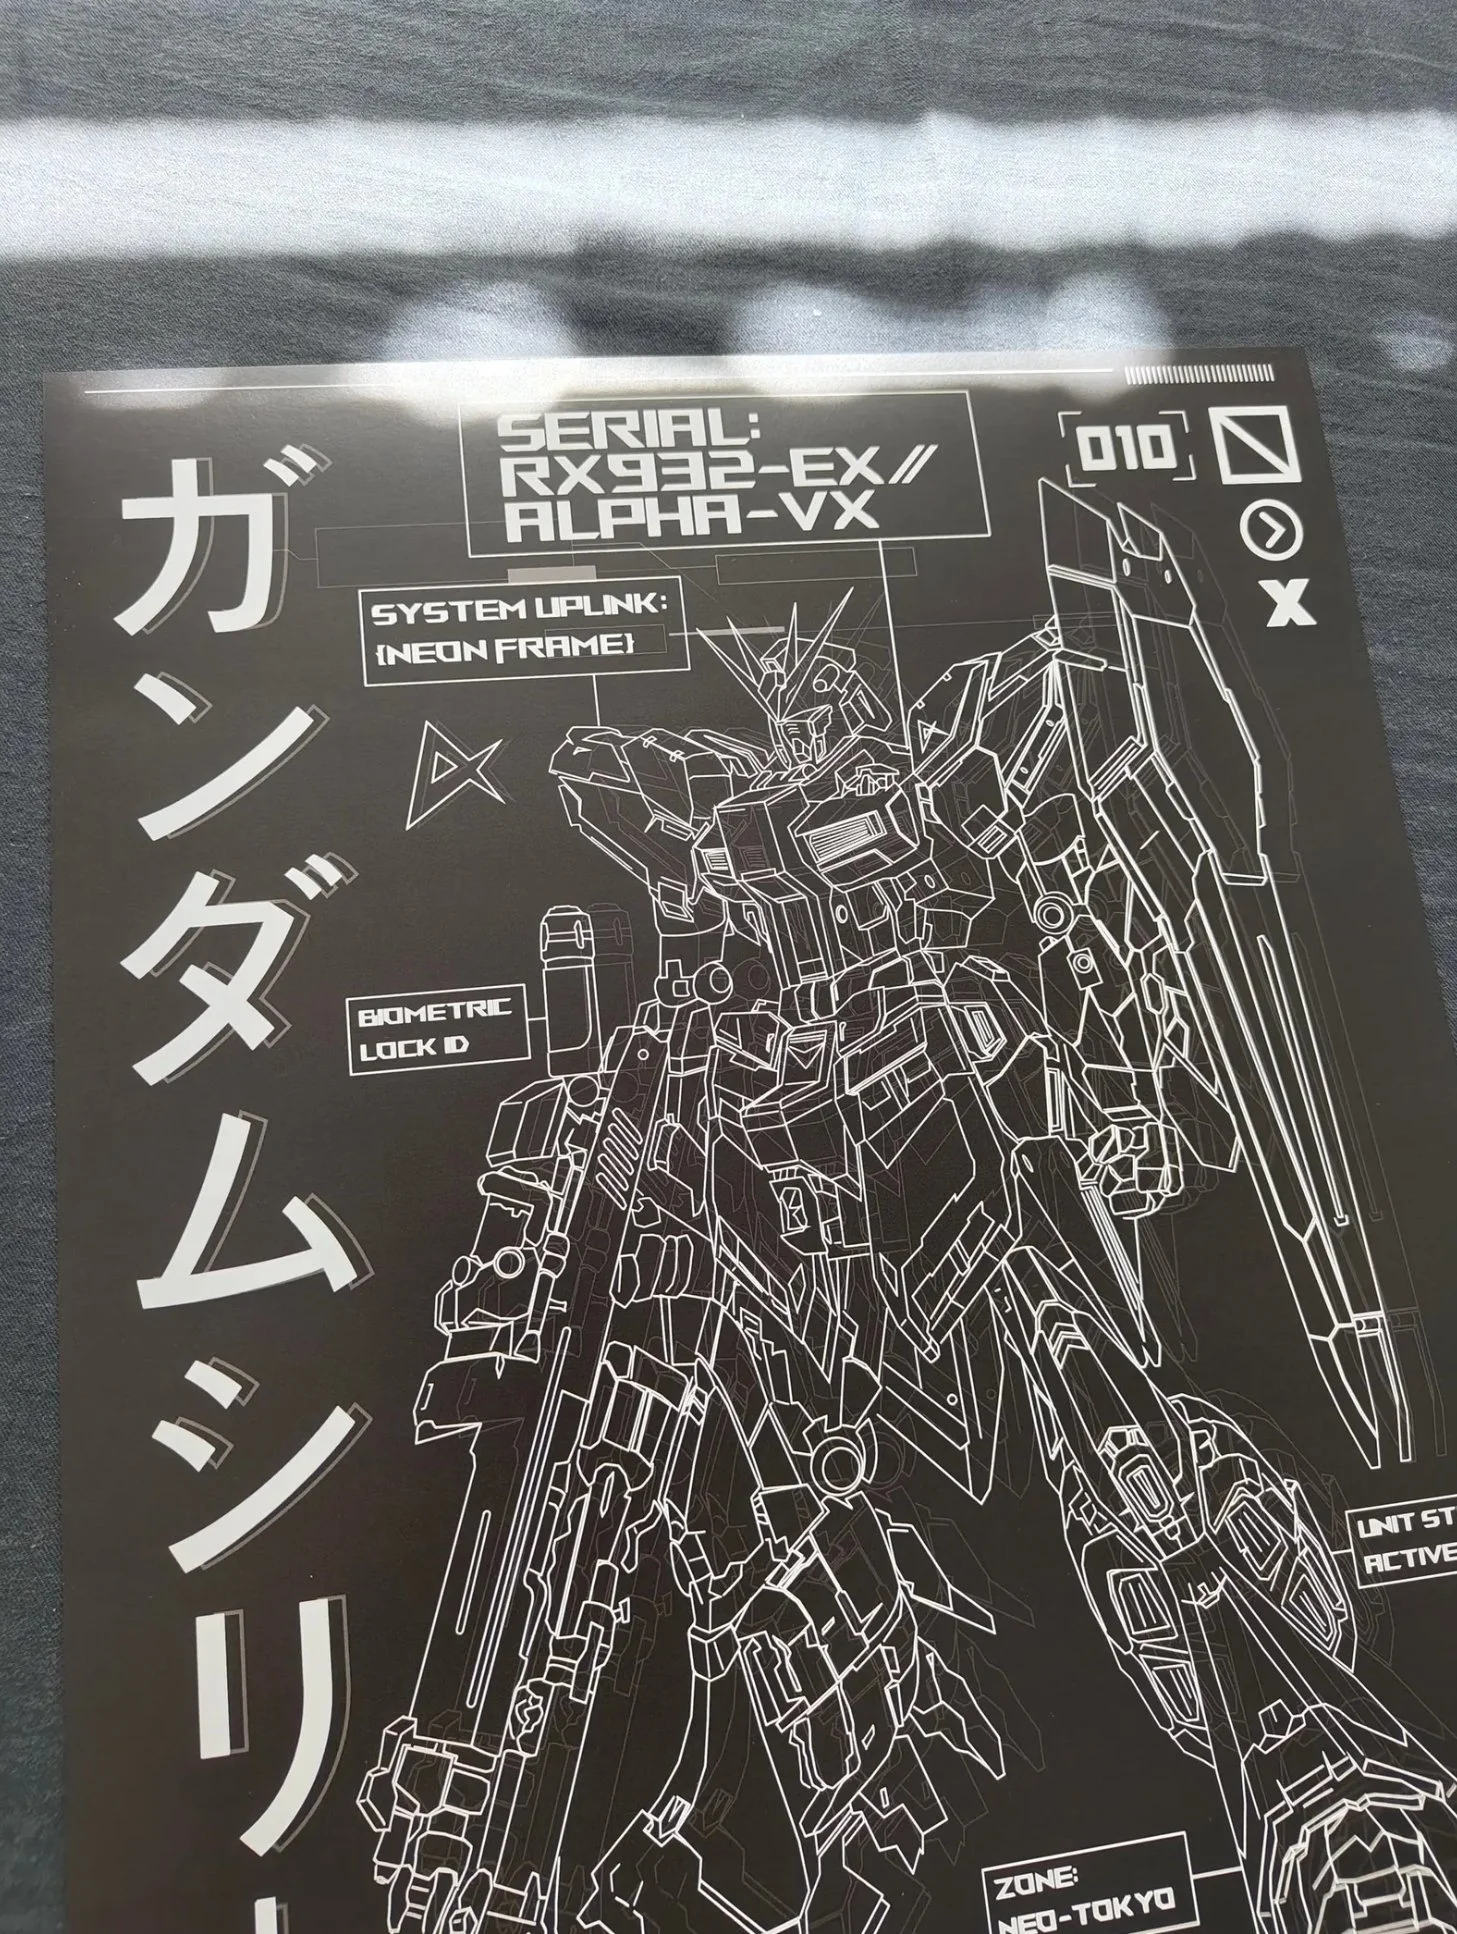 SERIAL:
RX932-EX//
ALPHA-VX
010
X
SYSTEM UPLINK:
{NEON FRAME}
ガンダムシリ
BIOMETRIC
LOCK ID
UNIT ST
ACTIVE
ZONE:
NEO-TOKYO